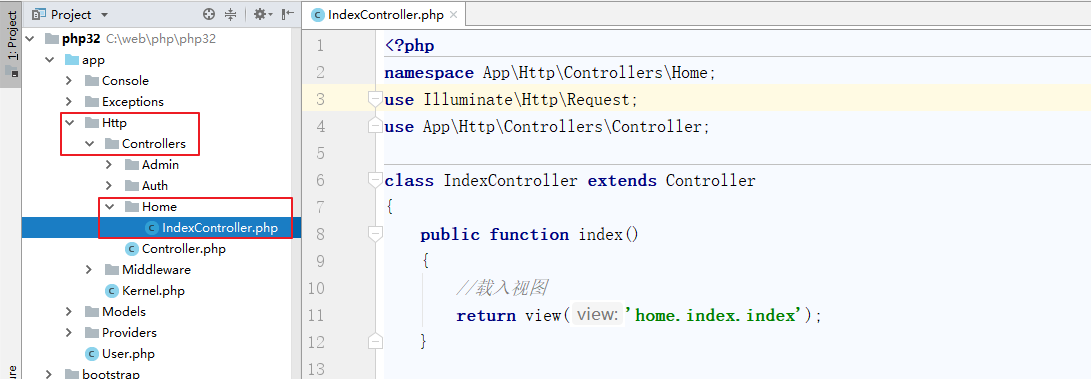 1: Project
Project
php32 C:\web\php\php32
app
Console
Exceptions
Http
Controllers
Admin
Auth
Home
IndexController.php
Controller.php
Middleware
Kernel.php
Models
Providers
User.php
bootstrap
IndexController.php
1 <?php
2 namespace App\Http\Controllers\Home;
3 use Illuminate\Http\Request;
4 use App\Http\Controllers\Controller;
5
6 class IndexController extends Controller
7 {
8 public function index()
9 {
10 //载入视图
11 return view( view: 'home.index.index');
12 }
13